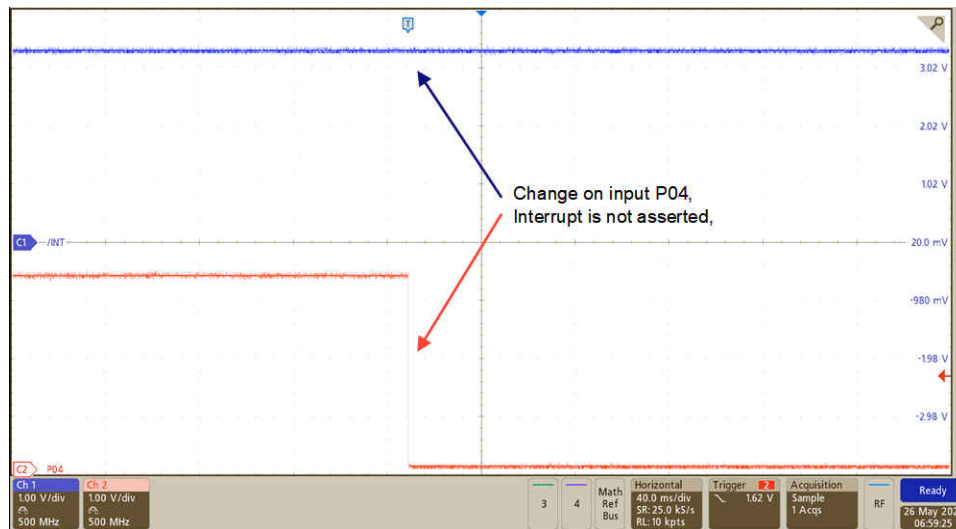 T
3.02 V
2.02 V
1.02 V
Change on input P04,
Interrupt is not asserted,
C1 /INT
20.0 mV
-980 mV
-1.98 V
-2.98 V
C2 P04
Ch 1
1.00 V/div
500 MHz
Ch 2
1.00 V/div
500 MHz
3
4
Math
Ref
Bus
Horizontal
40.0 ms/div
SR: 25.0 kS/s
RL: 10 kpts
Trigger 2
1.62 V
Acquisition
Sample
1 Acqs
RF
Ready
26 May 202
06:59:25